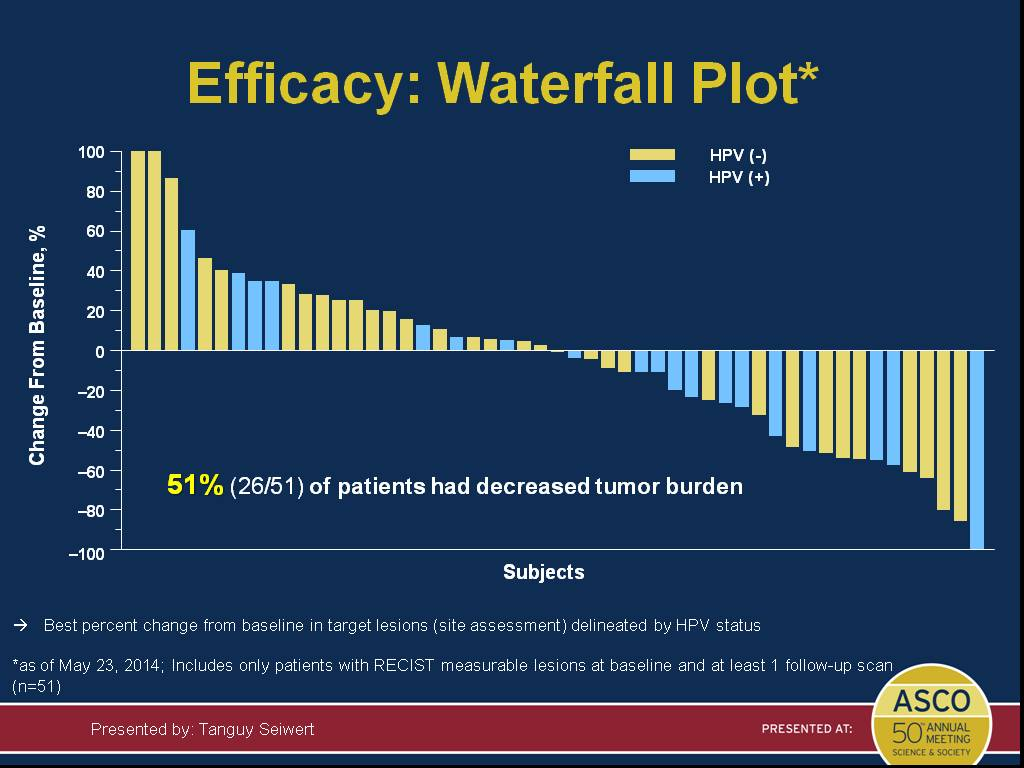 Efficacy: Waterfall Plot*
HPV (-)
HPV (+)
Change From Baseline, %
100
80
60
40
20
0
–20
–40
–60
–80
–100
51% (26/51) of patients had decreased tumor burden
Subjects
→ Best percent change from baseline in target lesions (site assessment) delineated by HPV status
*as of May 23, 2014; Includes only patients with RECIST measurable lesions at baseline and at least 1 follow-up scan
(n=51)
Presented by: Tanguy Seiwert
PRESENTED AT:
ASCO
50TH ANNUAL
MEETING
SCIENCE & SOCIETY